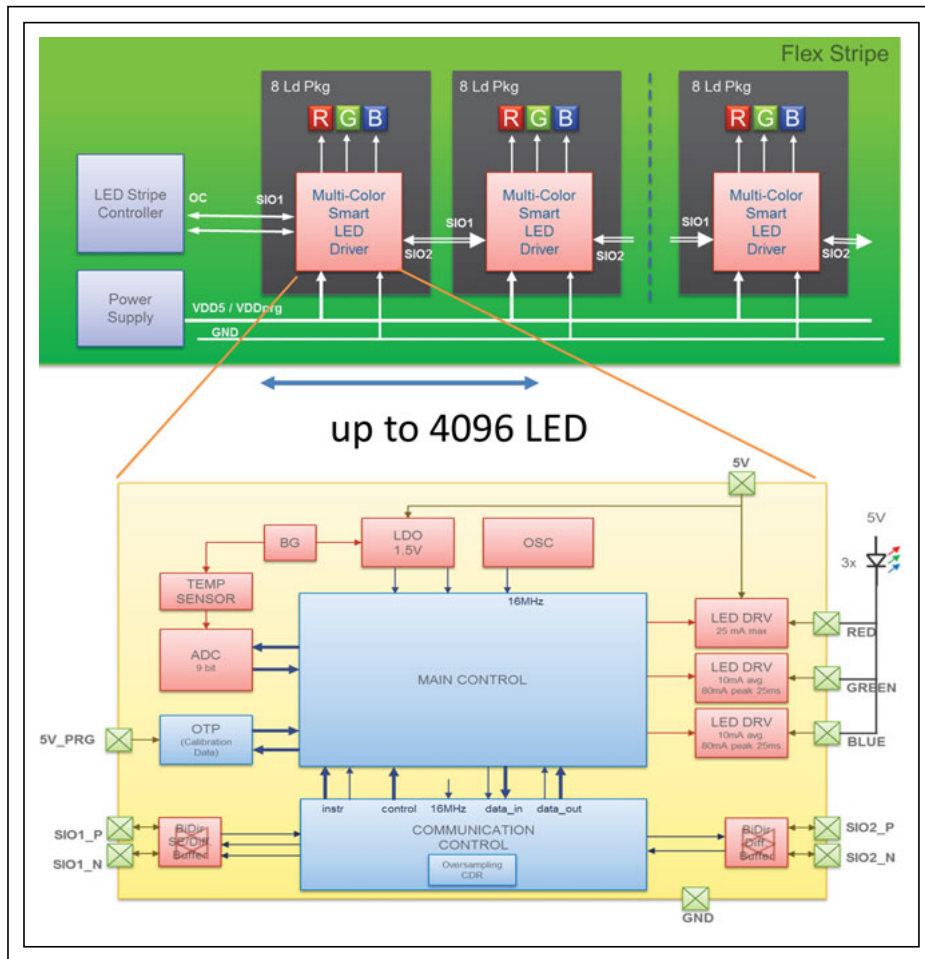 Flex Stripe
8 Ld Pkg
8 Ld Pkg
8 Ld Pkg
R G B
R G B
R G B
LED Stripe
Controller
OC
SIO1
Multi-Color
Smart
LED
Driver
SIO2
SIO1
Multi-Color
Smart
LED
Driver
SIO2
SIO1
Multi-Color
Smart
LED
Driver
SIO2
Power
Supply
VDD5 / VDDprg
GND
up to 4096 LED
5V
5V
3x
BG
LDO
1.5V
OSC
TEMP
SENSOR
16MHz
ADC
9 bit
MAIN CONTROL
LED DRV
25 mA max
RED
LED DRV
10mA avg.
80mA peak 25ms
GREEN
LED DRV
10mA avg.
80mA peak 25ms
BLUE
5V_PRG
OTP
(Calibration
Data)
instr
control
16MHz
data_in
data_out
SIO1_P
SIO1_N
BiDir
SE/Diff.
Buffed
COMMUNICATION
CONTROL
Oversampling
CDR
BiDir
Diff.
Buffed
SIO2_P
SIO2_N
GND